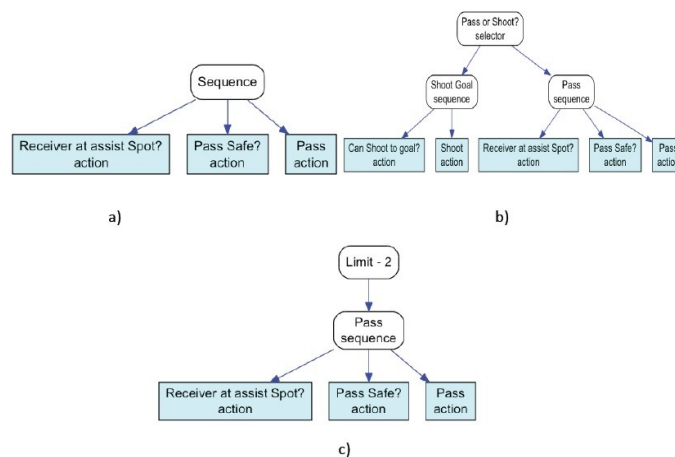 Sequence
Receiver at assist Spot?
action
Pass Safe?
action
Pass
action
a)
Pass or Shoot?
selector
Shoot Goal
sequence
Pass
sequence
Can Shoot to goal?
action
Shoot
action
Receiver at assist Spot?
action
Pass Safe?
action
Pass
action
b)
Limit - 2
Pass
sequence
Receiver at assist Spot?
action
Pass Safe?
action
Pass
action
c)